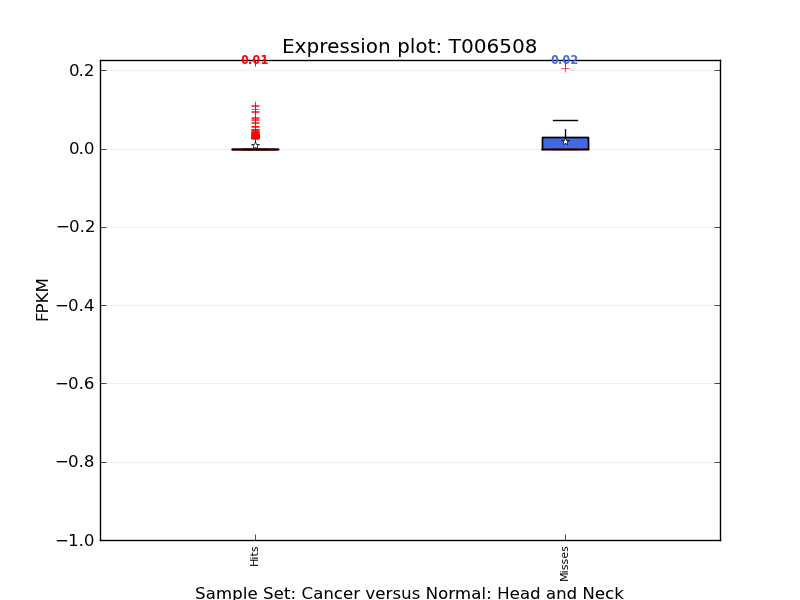 Expression plot: T006508
0.01
0.02
0.2
0.0
−0.2
−0.4
−0.6
−0.8
−1.0
FPKM
Hits
Misses
Sample Set: Cancer versus Normal: Head and Neck